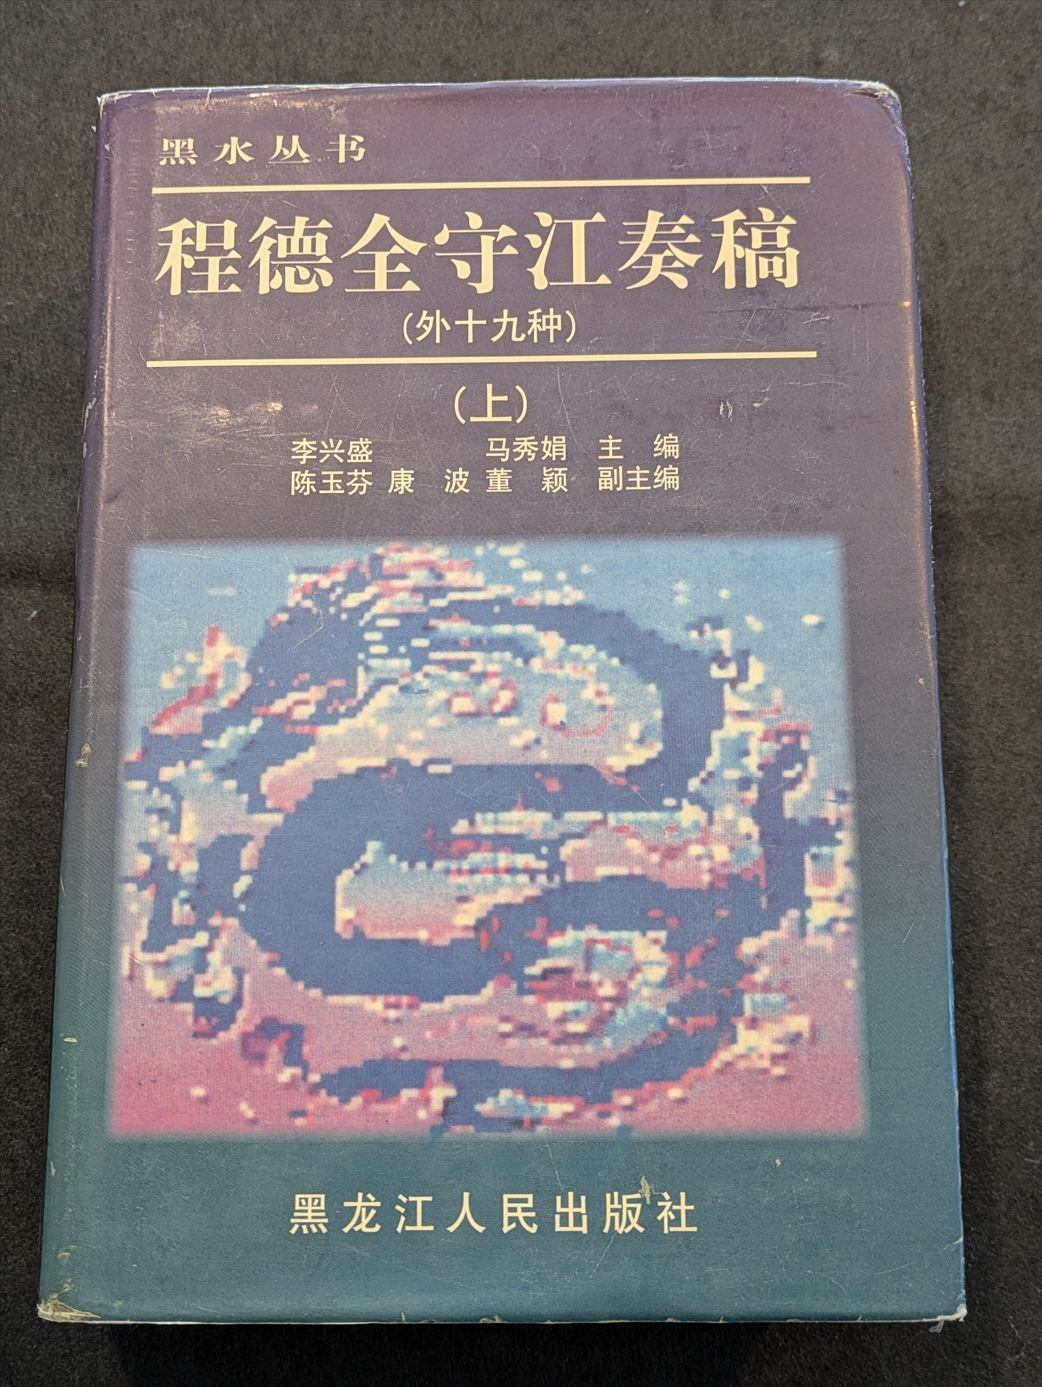 黑水丛书
程德全守江奏稿
(外十九种)
(上)
李兴盛 马秀娟 主 编
陈玉芬 康 波 董 颖 副主编
黑龙江人民出版社